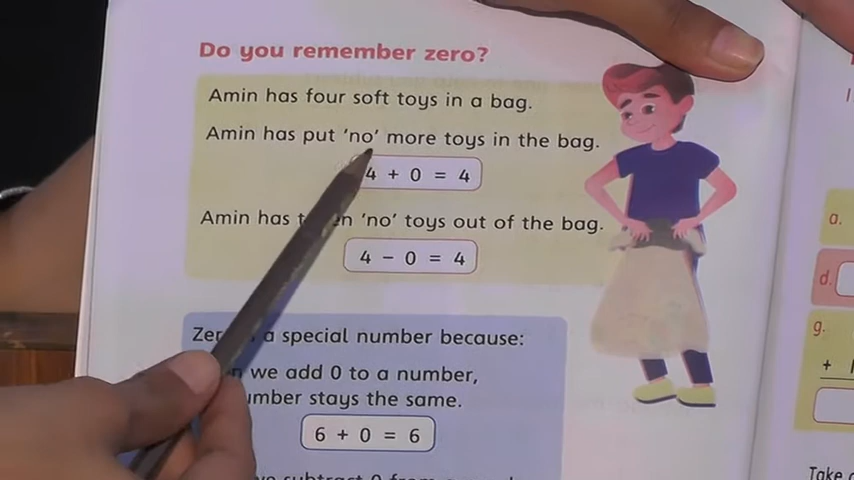 Do you remember zero?
Amin has four soft toys in a bag.
Amin has put 'no' more toys in the bag.
4 + 0 = 4
Amin has 'no' toys out of the bag.
4 − 0 = 4
a special number because:
we add 0 to a number,
stays the same.
6 + 0 = 6
a.
d.
g.
+
Take